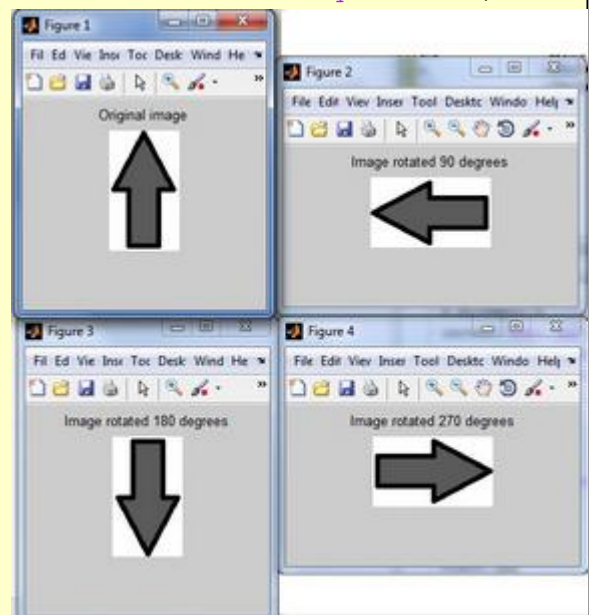 Figure 1
Fil Ed Vie Inse Toc Desk Wind He
Original image
Figure 2
File Edit Viev Inser Tool Desktc Windo Help
Image rotated 90 degrees
Figure 3
Fil Ed Vie Inse Toc Desk Wind He
Image rotated 180 degrees
Figure 4
File Edit Viev Inser Tool Desktc Windo Help
Image rotated 270 degrees